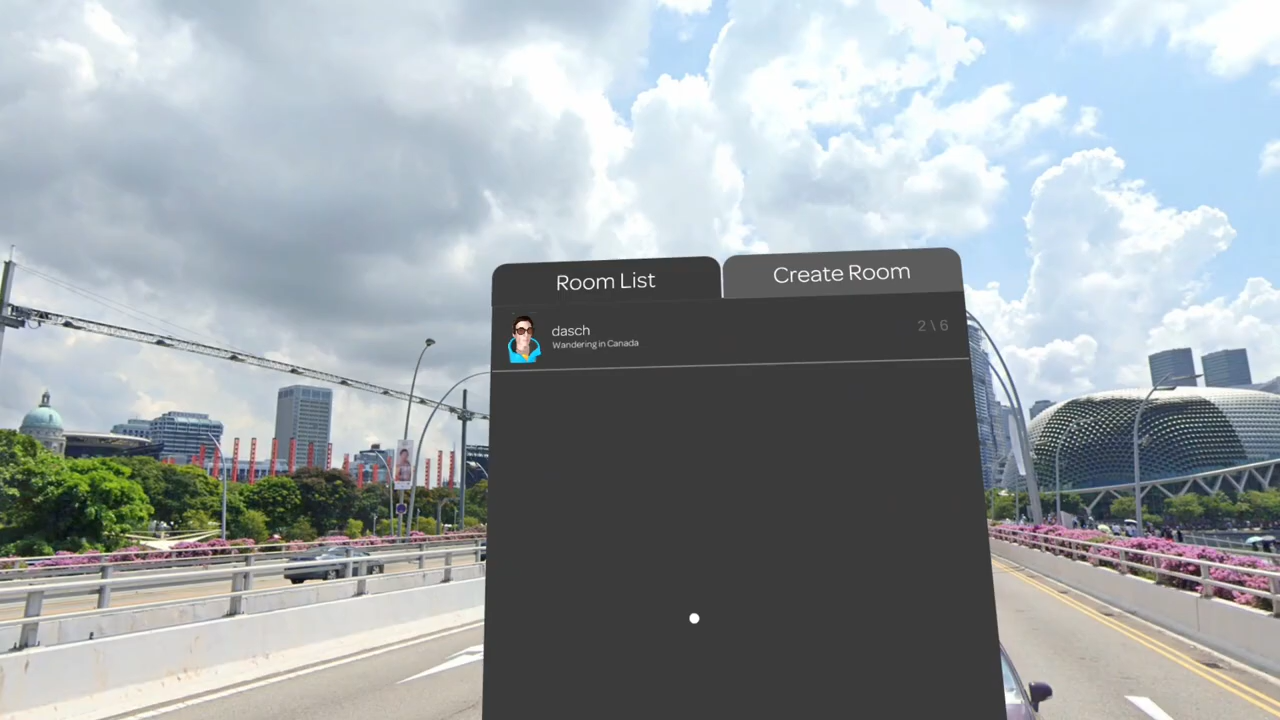 Room List
Create Room
dasch
2 \ 6
Wandering in Canada